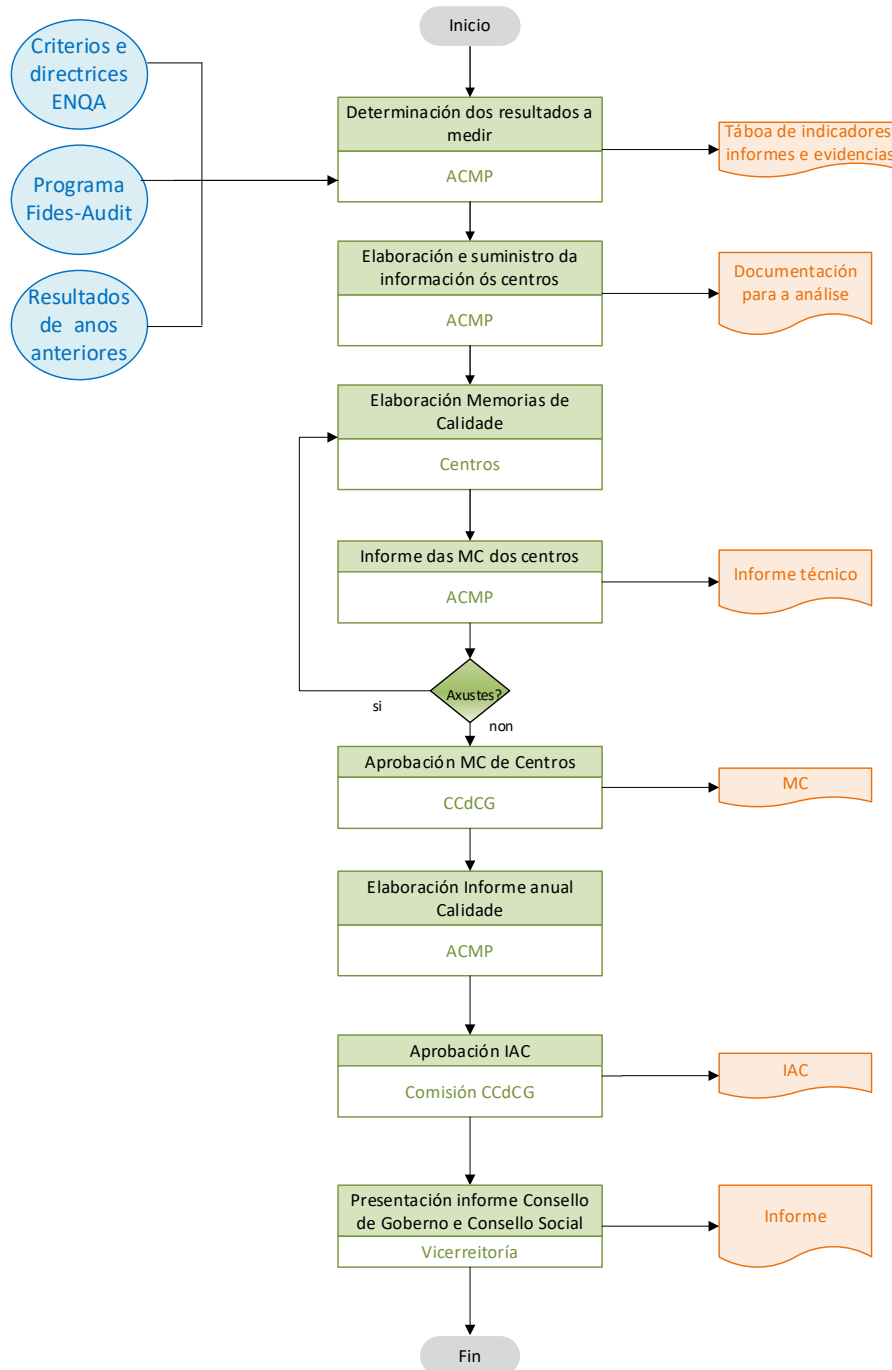 Inicio
Criterios e
directrices
ENQA
Programa
Fides-Audit
Resultados
de anos
anteriores
Determinación dos resultados a
medir
ACMP
Táboa de indicadores
informes e evidencias
Elaboración e suministro da
información ós centros
ACMP
Documentación
para a análise
Elaboración Memorias de
Calidade
Centros
Informe das MC dos centros
ACMP
Informe técnico
Axustes?
si
non
Aprobación MC de Centros
CCdCG
MC
Elaboración Informe anual
Calidade
ACMP
Aprobación IAC
Comisión CCdCG
IAC
Presentación informe Consello
de Goberno e Consello Social
Vicerreitoría
Informe
Fin